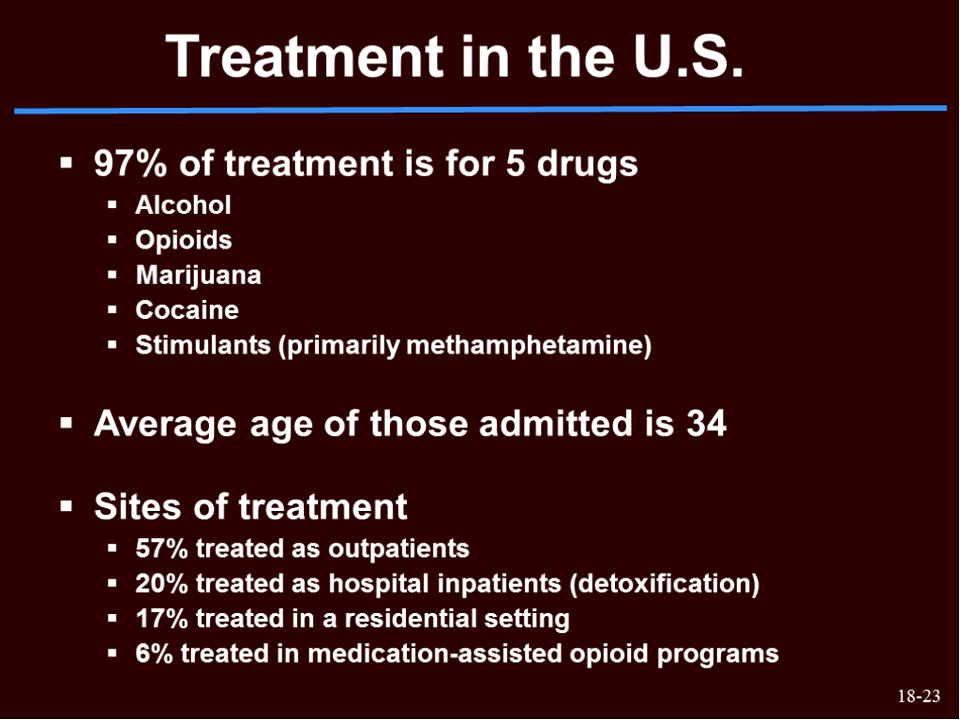 Treatment in the U.S.
▪ 97% of treatment is for 5 drugs
▪ Alcohol
▪ Opioids
▪ Marijuana
▪ Cocaine
▪ Stimulants (primarily methamphetamine)
▪ Average age of those admitted is 34
▪ Sites of treatment
▪ 57% treated as outpatients
▪ 20% treated as hospital inpatients (detoxification)
▪ 17% treated in a residential setting
▪ 6% treated in medication-assisted opioid programs
18-23